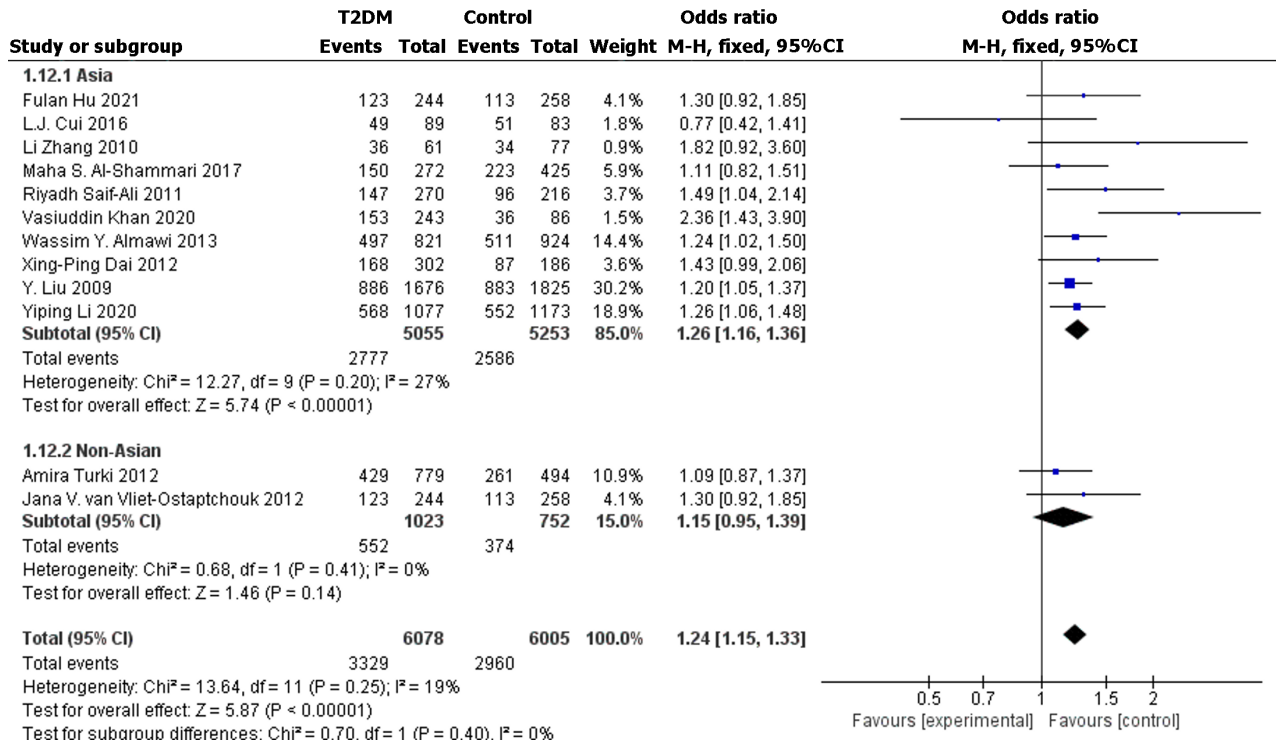 T2DM Control Odds ratio Odds ratio
Study or subgroup Events Total Events Total Weight M-H, fixed, 95%CI M-H, fixed, 95%CI
1.12.1 Asia
Fulan Hu 2021 123 244 113 258 4.1% 1.30 [0.92, 1.85]
L.J. Cui 2016 49 89 51 83 1.8% 0.77 [0.42, 1.41]
Li Zhang 2010 36 61 34 77 0.9% 1.82 [0.92, 3.60]
Maha S. Al-Shammari 2017 150 272 223 425 5.9% 1.11 [0.82, 1.51]
Riyadh Saif-Ali 2011 147 270 96 216 3.7% 1.49 [1.04, 2.14]
Vasiuddin Khan 2020 153 243 36 86 1.5% 2.36 [1.43, 3.90]
Wassim Y. Almawi 2013 497 821 511 924 14.4% 1.24 [1.02, 1.50]
Xing-Ping Dai 2012 168 302 87 186 3.6% 1.43 [0.99, 2.06]
Y. Liu 2009 886 1676 883 1825 30.2% 1.20 [1.05, 1.37]
Yiping Li 2020 568 1077 552 1173 18.9% 1.26 [1.06, 1.48]
Subtotal (95% CI) 5055 5253 85.0% 1.26 [1.16, 1.36]
Total events 2777 2586
Heterogeneity: Chi² = 12.27, df = 9 (P = 0.20); I² = 27%
Test for overall effect: Z = 5.74 (P < 0.00001)
1.12.2 Non-Asian
Amira Turki 2012 429 779 261 494 10.9% 1.09 [0.87, 1.37]
Jana V. van Vliet-Ostaptchouk 2012 123 244 113 258 4.1% 1.30 [0.92, 1.85]
Subtotal (95% CI) 1023 752 15.0% 1.15 [0.95, 1.39]
Total events 552 374
Heterogeneity: Chi² = 0.68, df = 1 (P = 0.41); I² = 0%
Test for overall effect: Z = 1.46 (P = 0.14)
Total (95% CI) 6078 6005 100.0% 1.24 [1.15, 1.33]
Total events 3329 2960
Heterogeneity: Chi² = 13.64, df = 11 (P = 0.25); I² = 19%
Test for overall effect: Z = 5.87 (P < 0.00001)
Test for subgroup differences: Chi² = 0.70, df = 1 (P = 0.40), I² = 0%
0.5 0.7 1 1.5 2
Favours [experimental] Favours [control]